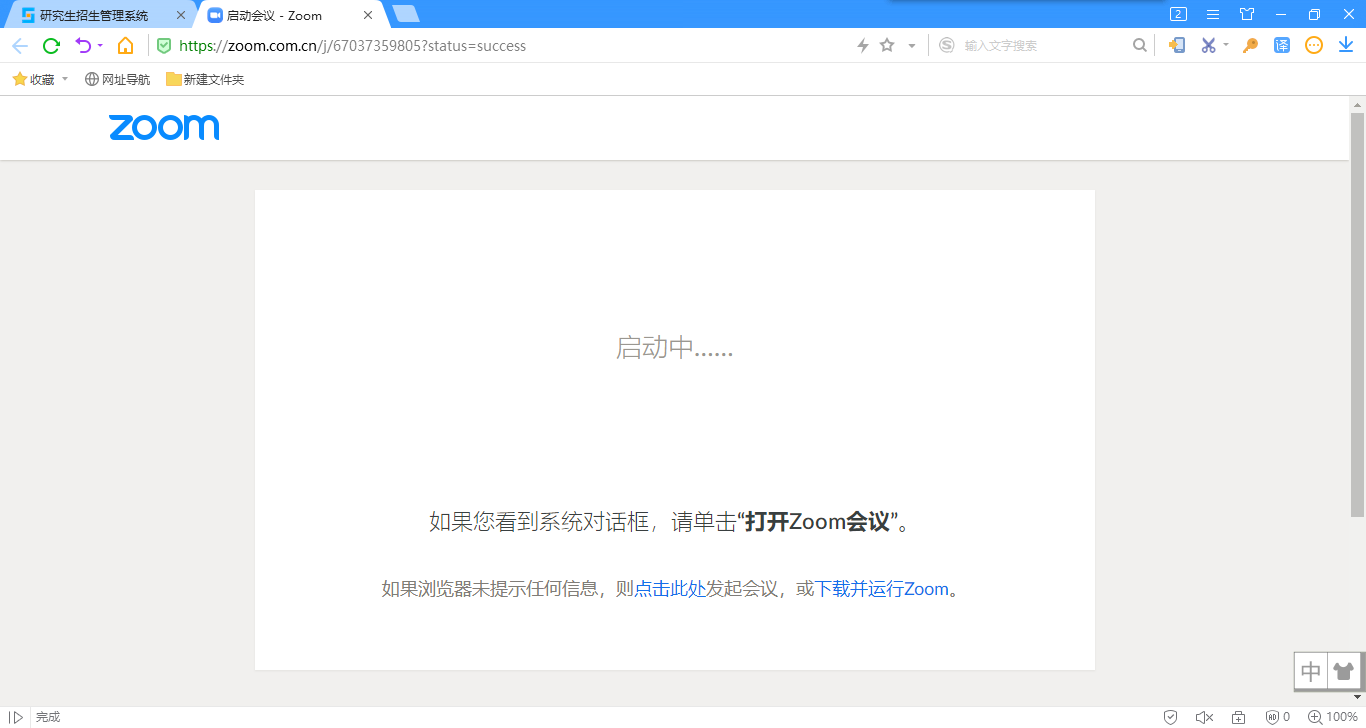 研究生招生管理系统
启动会议 - Zoom
2
https://zoom.com.cn/j/67037359805?status=success
输入文字搜索
译
收藏
网址导航
新建文件夹
zoom
启动中......
如果您看到系统对话框，请单击“打开Zoom会议”。
如果浏览器未提示任何信息，则点击此处发起会议，或下载并运行Zoom。
中
完成
AD 0
100%